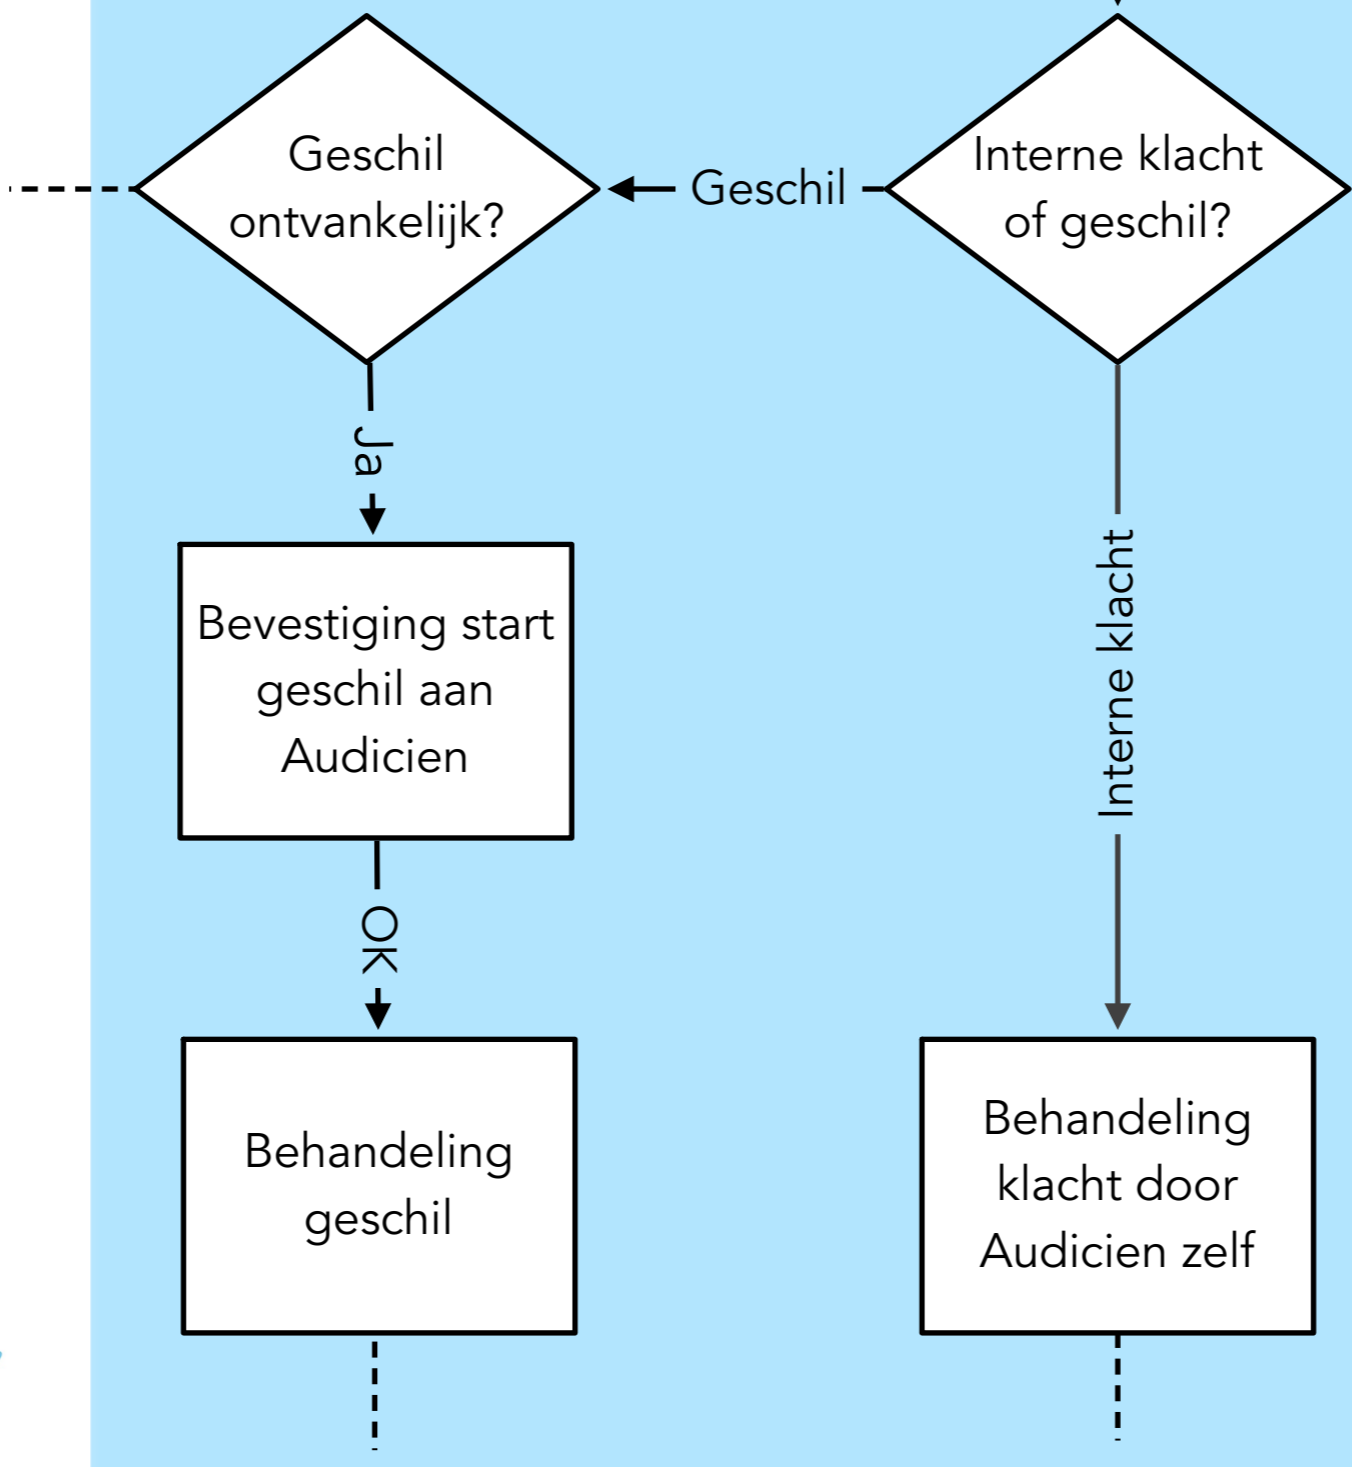 Geschil
ontvankelijk?
Geschil
Interne klacht
of geschil?
Ja
Interne klacht
Bevestiging start
geschil aan
Audicien
OK
Behandeling
geschil
Behandeling
klacht door
Audicien zelf